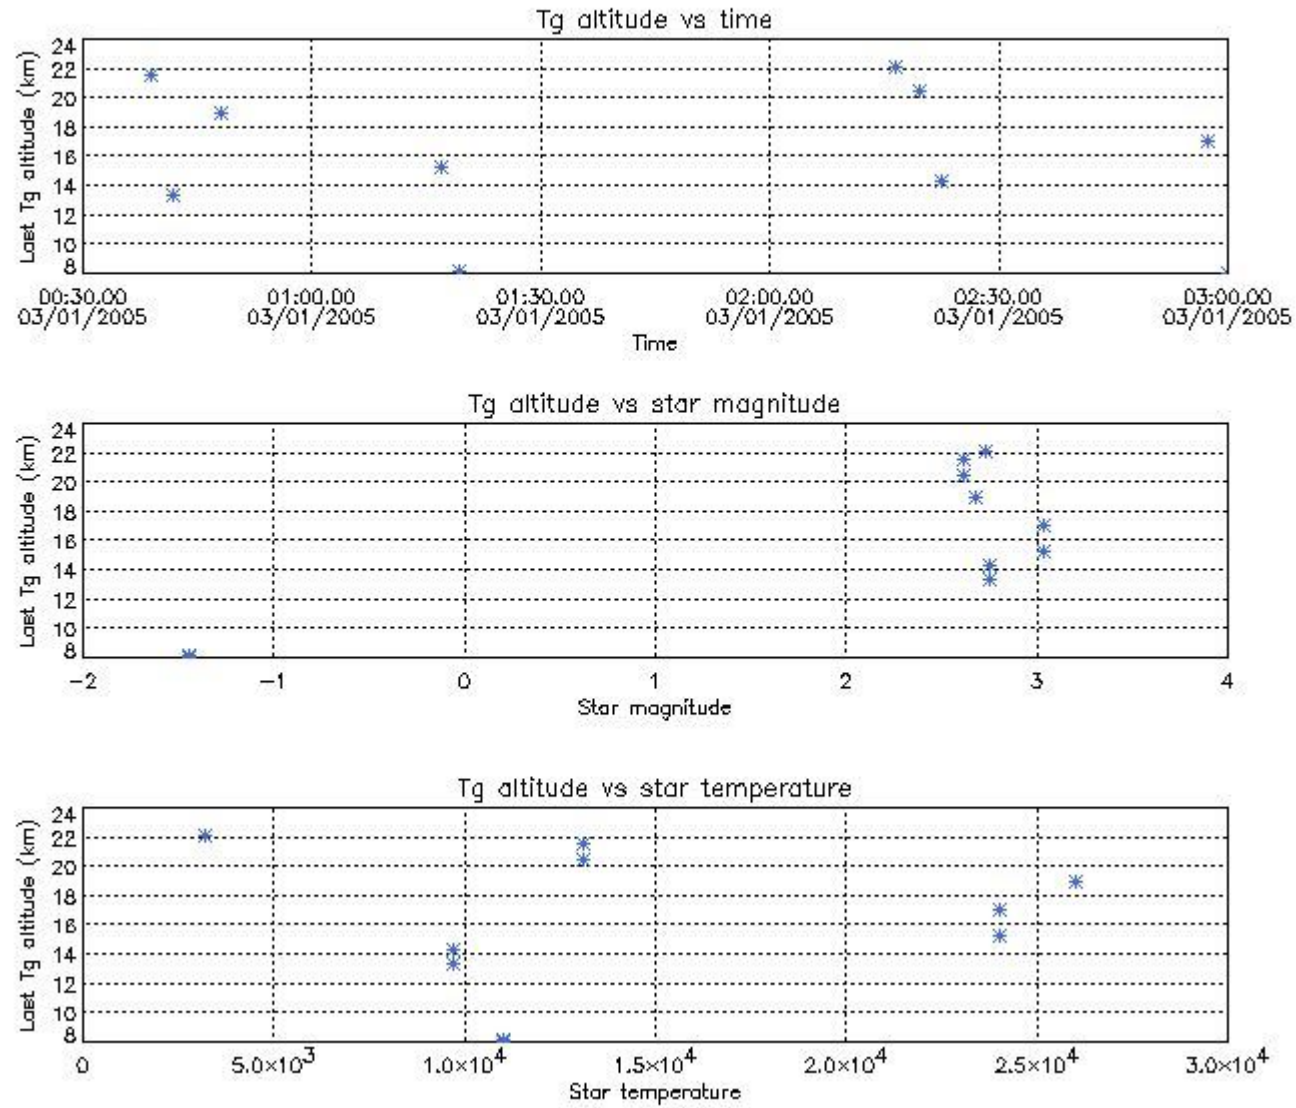 Tg altitude vs time
Last Tg altitude (km)
24
22
20
18
16
14
12
10
8
00:30.00 01:00.00 01:30.00 02:00.00 02:30.00 03:00.00
03/01/2005 03/01/2005 03/01/2005 03/01/2005 03/01/2005 03/01/2005
Time
Tg altitude vs star magnitude
Last Tg altitude (km)
24
22
20
18
16
14
12
10
8
-2 -1 0 1 2 3 4
Star magnitude
Tg altitude vs star temperature
Last Tg altitude (km)
24
22
20
18
16
14
12
10
8
0 5.0×10³ 1.0×10⁴ 1.5×10⁴ 2.0×10⁴ 2.5×10⁴ 3.0×10⁴
Star temperature